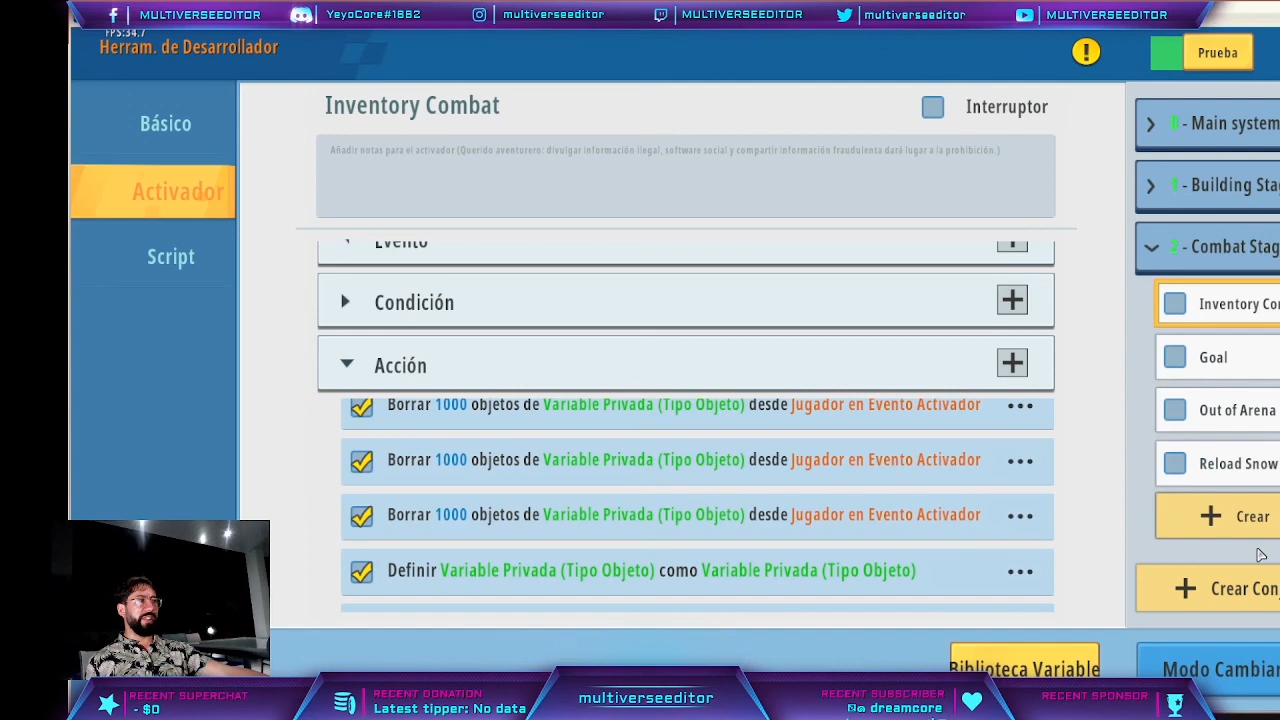 MULTIVERSEEDITOR YeyoCore#1882 multiverseeditor MULTIVERSEEDITOR multiverseeditor MULTIVERSEEDITOR
FPS:34.7
Herram. de Desarrollador
Prueba
Básico
Activador
Script
Inventory Combat
Interruptor
Añadir notas para el activador (Querido aventurero: divulgar información ilegal, software social y compartir información fraudulenta dará lugar a la prohibición.)
Evento
Condición
Acción
Borrar 1000 objetos de Variable Privada (Tipo Objeto) desde Jugador en Evento Activador
Borrar 1000 objetos de Variable Privada (Tipo Objeto) desde Jugador en Evento Activador
Borrar 1000 objetos de Variable Privada (Tipo Objeto) desde Jugador en Evento Activador
Definir Variable Privada (Tipo Objeto) como Variable Privada (Tipo Objeto)
0 - Main system
1 - Building Sta
2 - Combat Stag
Inventory Co
Goal
Out of Arena
Reload Snow
Crear
Crear Con
Biblioteca Variable
Modo Cambiar
RECENT SUPERCHAT
- $0
RECENT DONATION
Latest tipper: No data
multiverseeditor
RECENT SUBSCRIBER
dreamcore
RECENT SPONSOR